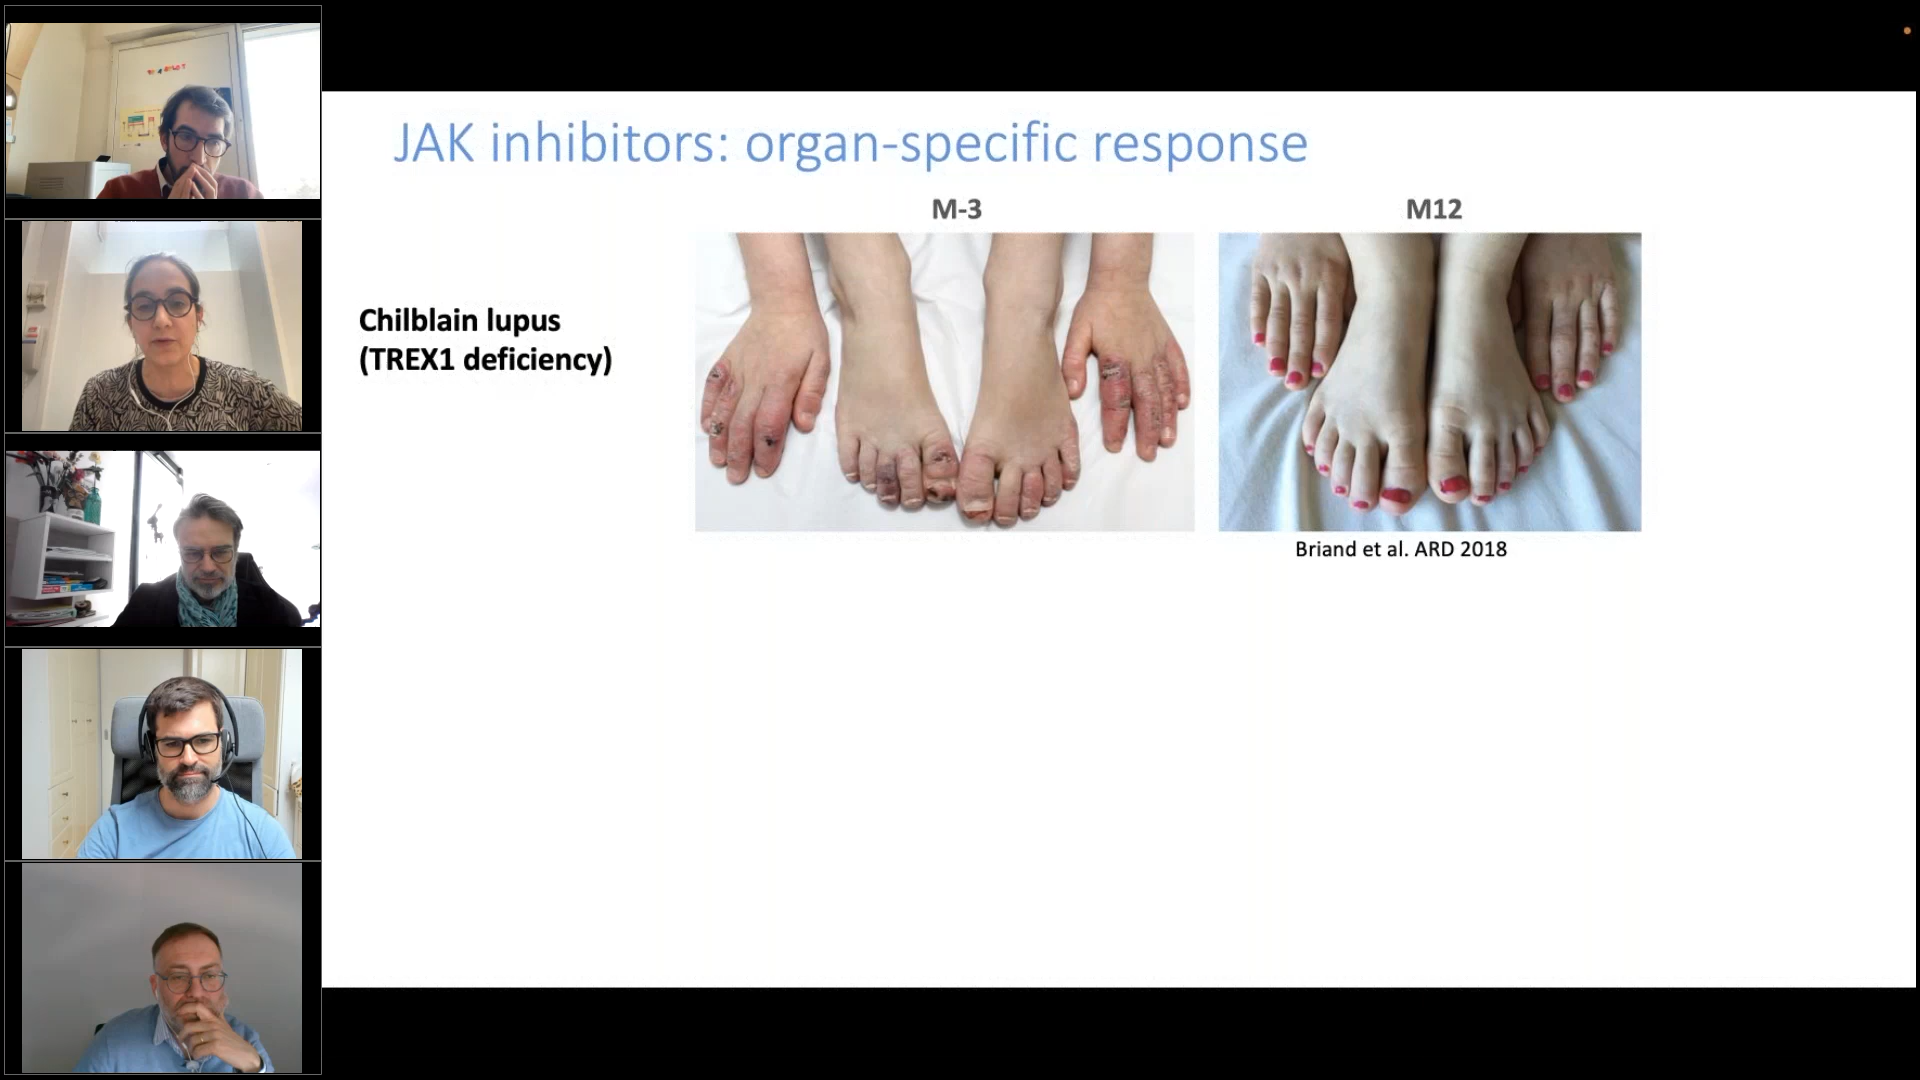 JAK inhibitors: organ-specific response
M-3
M12
Chilblain lupus
(TREX1 deficiency)
Briand et al. ARD 2018